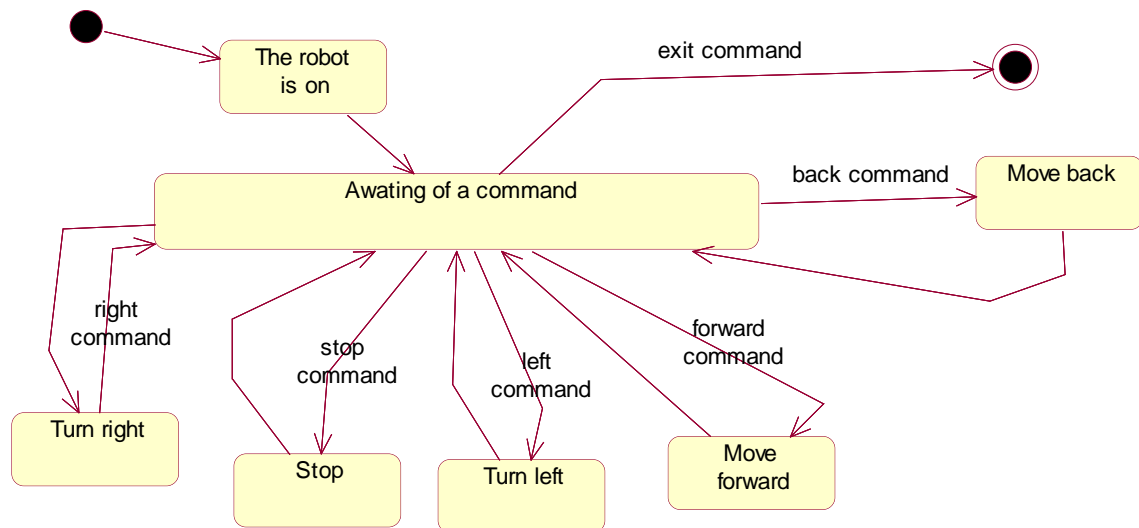 The robot
is on
exit command
Awating of a command
back command
Move back
right
command
stop
command
left
command
forward
command
Turn right
Stop
Turn left
Move
forward